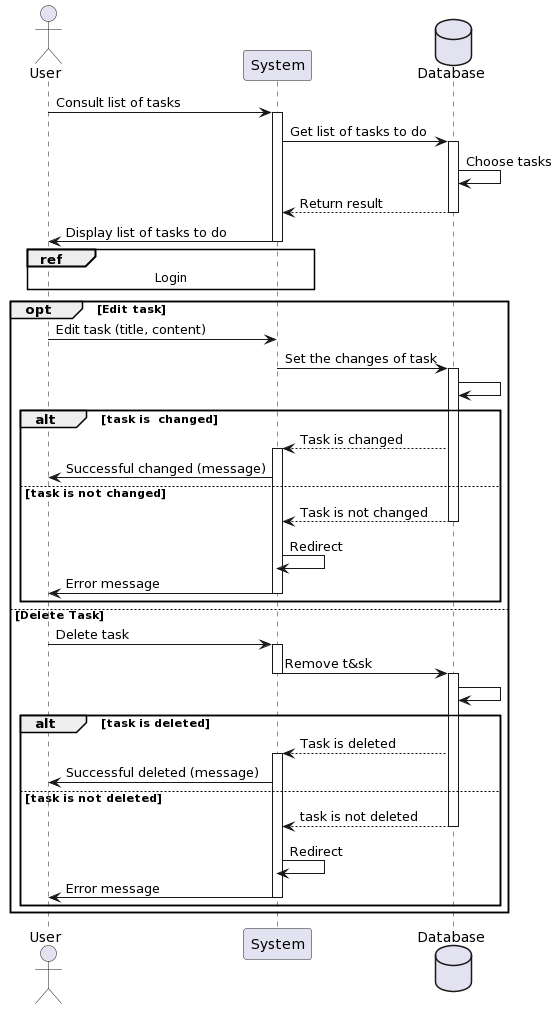 User
System
Database
Consult list of tasks
Get list of tasks to do
Choose tasks
Return result
Display list of tasks to do
ref
Login
opt [Edit task]
Edit task (title, content)
Set the changes of task
alt [task is  changed]
Task is changed
Successful changed (message)
[task is not changed]
Task is not changed
Redirect
Error message
[Delete Task]
Delete task
Remove t&sk
alt [task is deleted]
Task is deleted
Successful deleted (message)
[task is not deleted]
task is not deleted
Redirect
Error message
User
System
Database